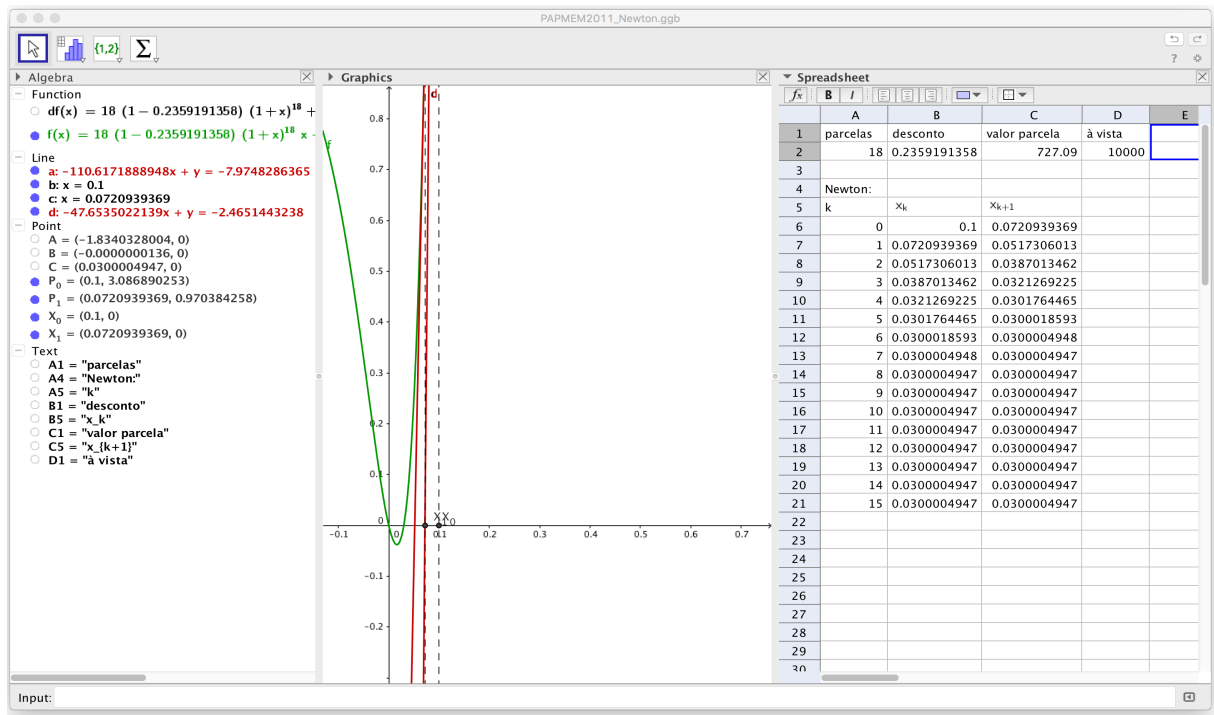 PAPMEM2011_Newton.ggb
{1,2} Σ
?
Algebra
Function
df(x) = 18 (1 − 0.2359191358) (1 + x)^18 +
f(x) = 18 (1 − 0.2359191358) (1 + x)^18 x −
Line
a: −110.6171888948x + y = −7.9748286365
b: x = 0.1
c: x = 0.0720939369
d: −47.6535022139x + y = −2.4651443238
Point
A = (−1.8340328004, 0)
B = (−0.0000000136, 0)
C = (0.0300004947, 0)
P_0 = (0.1, 3.086890253)
P_1 = (0.0720939369, 0.970384258)
X_0 = (0.1, 0)
X_1 = (0.0720939369, 0)
Text
A1 = "parcelas"
A4 = "Newton:"
A5 = "k"
B1 = "desconto"
B5 = "x_k"
C1 = "valor parcela"
C5 = "x_{k+1}"
D1 = "à vista"
Graphics
d
f
0.8
0.7
0.6
0.5
0.4
0.3
0.2
0.1
0
−0.1
−0.2
−0.1 0 0.1 0.2 0.3 0.4 0.5 0.6 0.7
X_1 X_0
Spreadsheet
fx B I
A B C D E
1 parcelas desconto valor parcela à vista
2 18 0.2359191358 727.09 10000
3
4 Newton:
5 k x_k x_{k+1}
6 0 0.1 0.0720939369
7 1 0.0720939369 0.0517306013
8 2 0.0517306013 0.0387013462
9 3 0.0387013462 0.0321269225
10 4 0.0321269225 0.0301764465
11 5 0.0301764465 0.0300018593
12 6 0.0300018593 0.0300004948
13 7 0.0300004948 0.0300004947
14 8 0.0300004947 0.0300004947
15 9 0.0300004947 0.0300004947
16 10 0.0300004947 0.0300004947
17 11 0.0300004947 0.0300004947
18 12 0.0300004947 0.0300004947
19 13 0.0300004947 0.0300004947
20 14 0.0300004947 0.0300004947
21 15 0.0300004947 0.0300004947
22
23
24
25
26
27
28
29
30
Input: